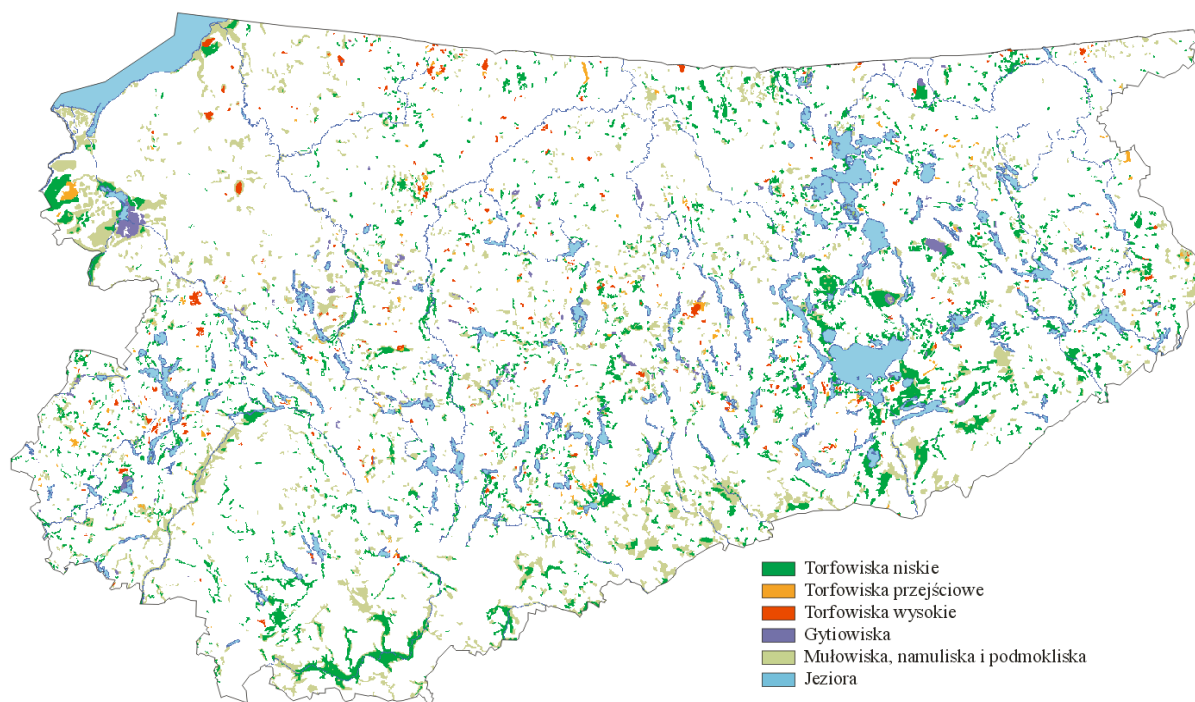 Torfowiska niskie
Torfowiska przejściowe
Torfowiska wysokie
Gytiowiska
Mułowiska, namuliska i podmokliska
Jeziora